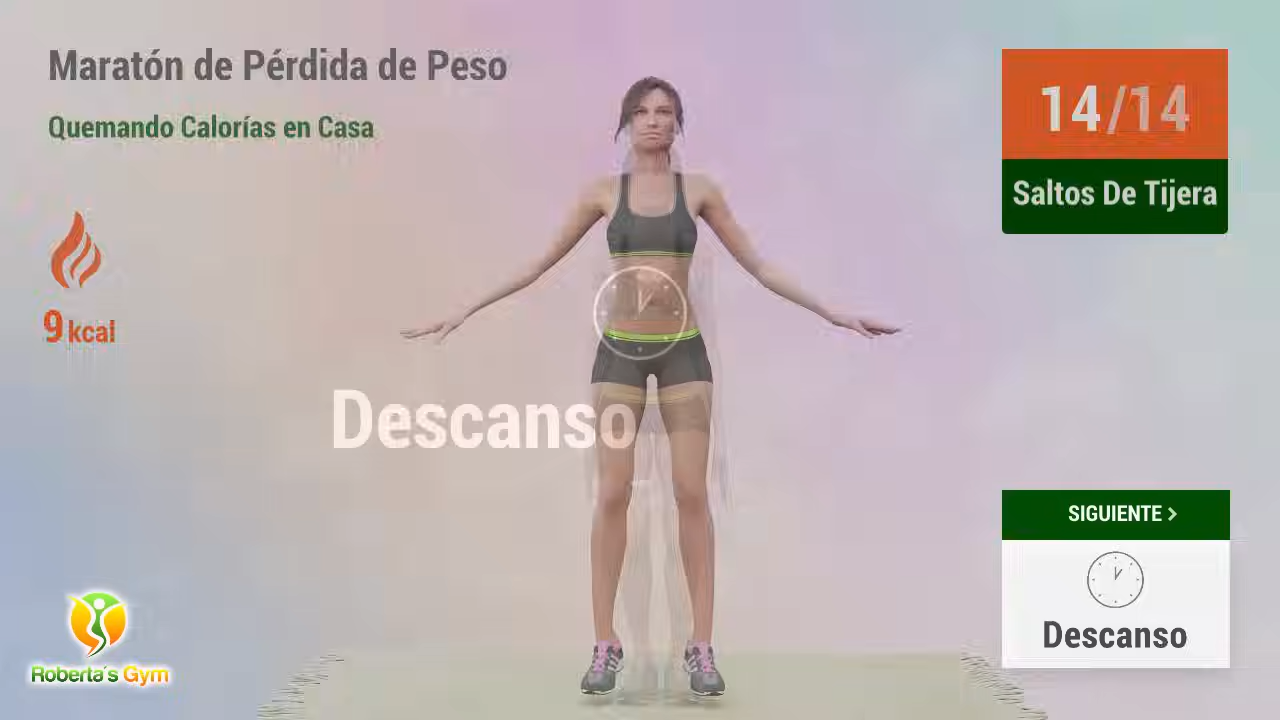 Maratón de Pérdida de Peso
Quemando Calorías en Casa
14/14
Saltos De Tijera
9 kcal
Descanso
SIGUIENTE >
Descanso
Roberta´s Gym